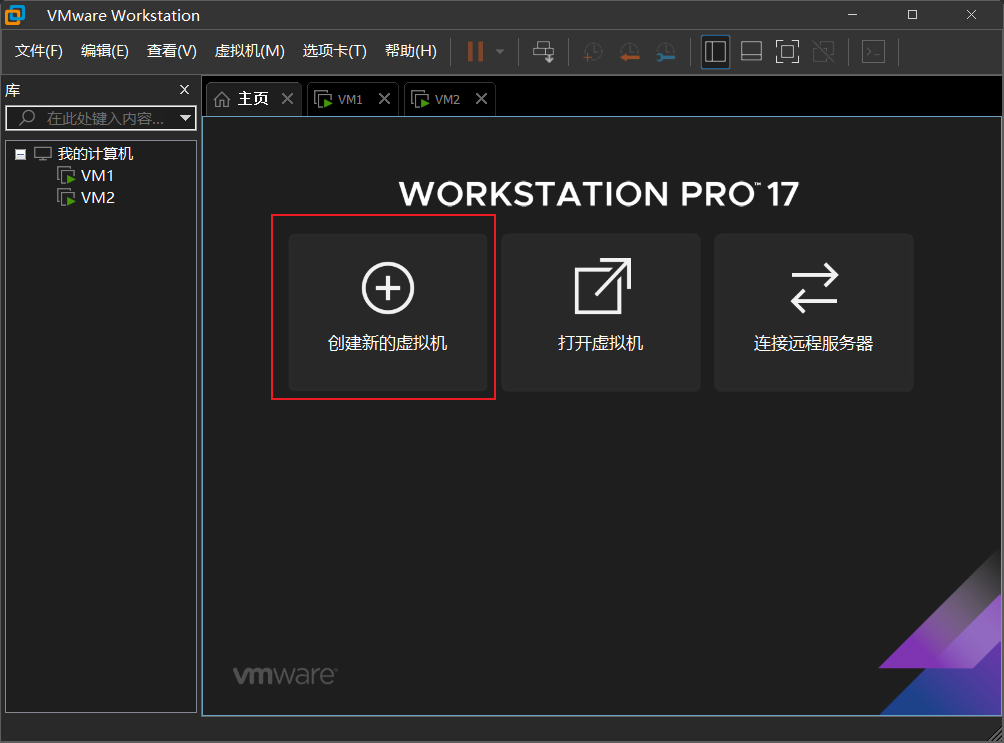 VMware Workstation
文件(F) 编辑(E) 查看(V) 虚拟机(M) 选项卡(T) 帮助(H)
库
在此处键入内容...
我的计算机
VM1
VM2
主页 VM1 VM2
WORKSTATION PRO™ 17
创建新的虚拟机 打开虚拟机 连接远程服务器
vmware®